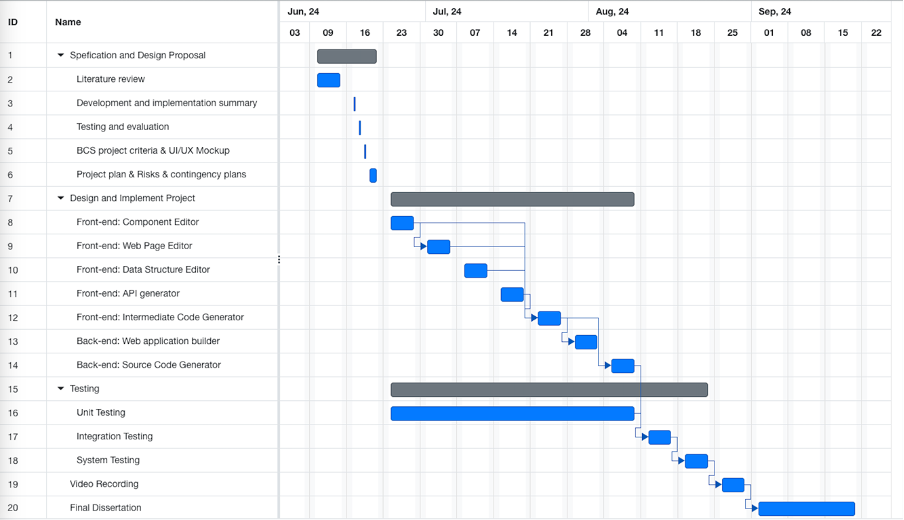 ID Name Jun, 24 Jul, 24 Aug, 24 Sep, 24
03 09 16 23 30 07 14 21 28 04 11 18 25 01 08 15 22
1 Spefication and Design Proposal
2 Literature review
3 Development and implementation summary
4 Testing and evaluation
5 BCS project criteria & UI/UX Mockup
6 Project plan & Risks & contingency plans
7 Design and Implement Project
8 Front-end: Component Editor
9 Front-end: Web Page Editor
10 Front-end: Data Structure Editor
11 Front-end: API generator
12 Front-end: Intermediate Code Generator
13 Back-end: Web application builder
14 Back-end: Source Code Generator
15 Testing
16 Unit Testing
17 Integration Testing
18 System Testing
19 Video Recording
20 Final Dissertation